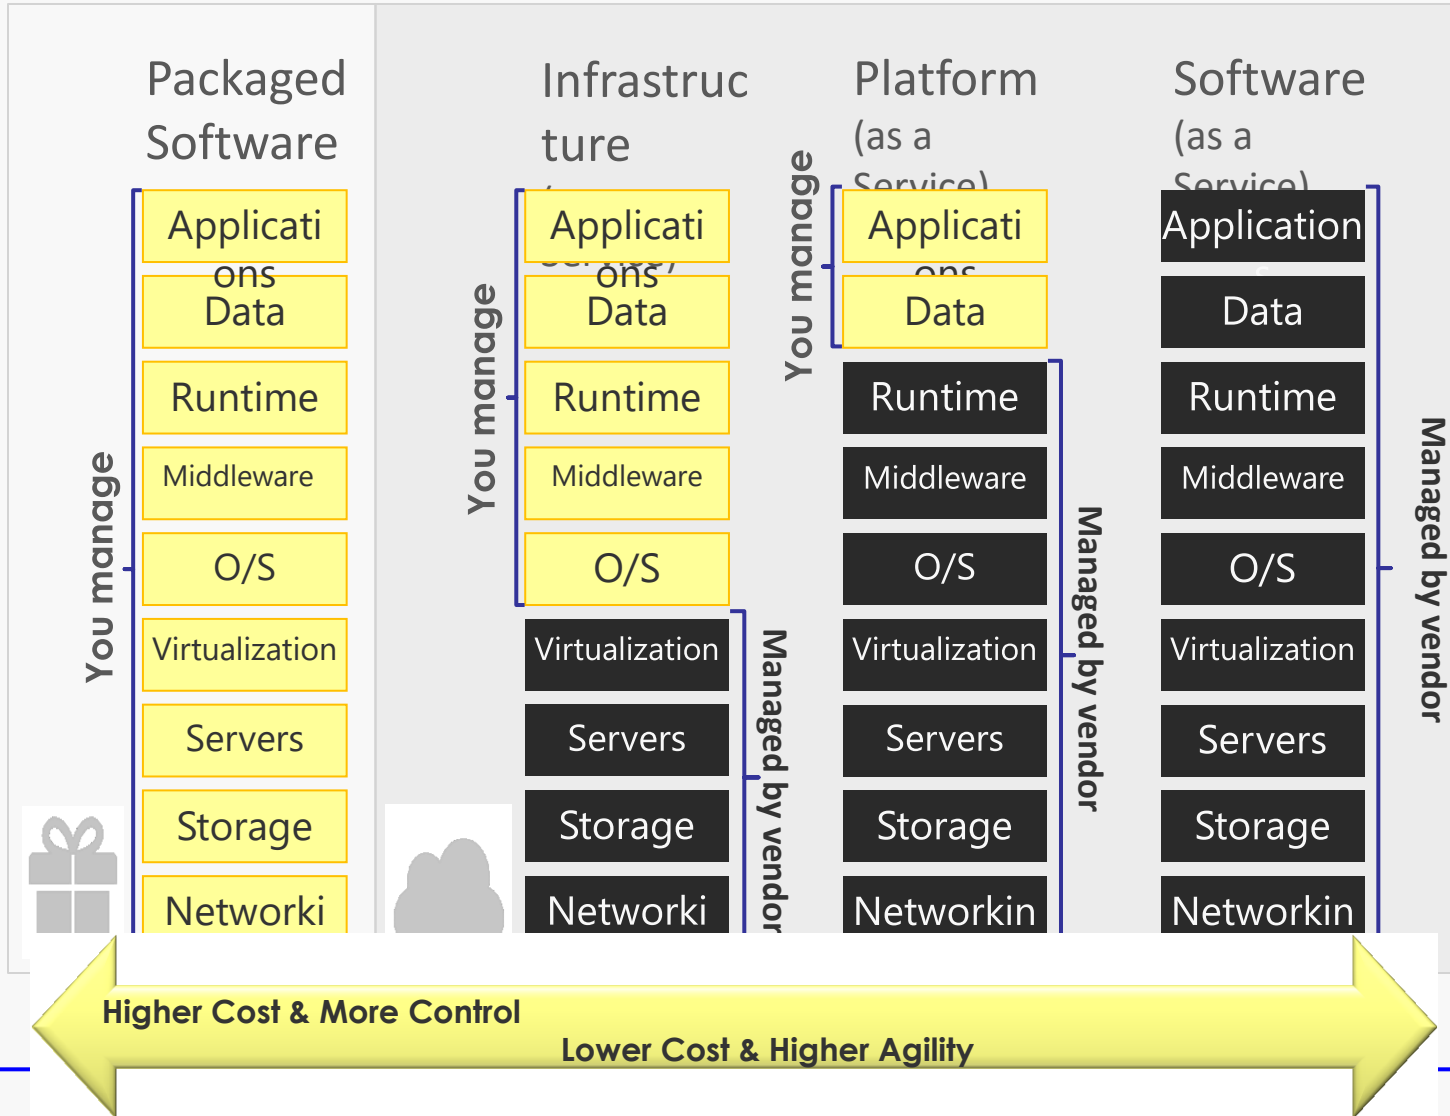 Packaged
Software
You manage
Applicati
ons
Data
Runtime
Middleware
O/S
Virtualization
Servers
Storage
Networki
Infrastruc
ture
You manage
Applicati
ons
Data
Runtime
Middleware
O/S
Virtualization
Servers
Storage
Networki
Managed by vendor
Platform
(as a
Service)
You manage
Applicati
ons
Data
Runtime
Middleware
O/S
Virtualization
Servers
Storage
Networkin
Managed by vendor
Software
(as a
Service)
Application
s
Data
Runtime
Middleware
O/S
Virtualization
Servers
Storage
Networkin
Managed by vendor
Higher Cost & More Control
Lower Cost & Higher Agility